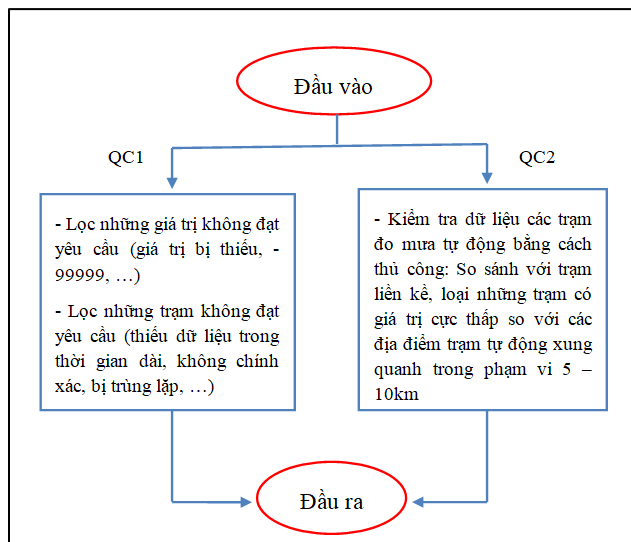 Đầu vào
QC1
QC2
- Lọc những giá trị không đạt
yêu cầu (giá trị bị thiếu, -
99999, …)
- Lọc những trạm không đạt
yêu cầu (thiếu dữ liệu trong
thời gian dài, không chính
xác, bị trùng lặp, …)
- Kiểm tra dữ liệu các trạm
đo mưa tự động bằng cách
thủ công: So sánh với trạm
liền kề, loại những trạm có
giá trị cực thấp so với các
địa điểm trạm tự động xung
quanh trong phạm vi 5 –
10km
Đầu ra